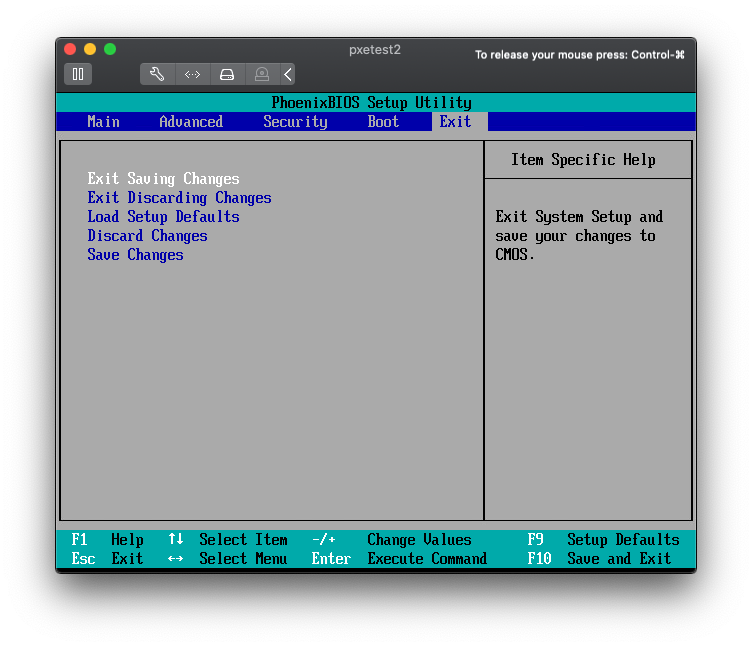 pxetest2
To release your mouse press: Control-⌘
PhoenixBIOS Setup Utility
Main Advanced Security Boot Exit
Item Specific Help
Exit Saving Changes
Exit Discarding Changes
Load Setup Defaults
Discard Changes
Save Changes
Exit System Setup and
save your changes to
CMOS.
F1 Help ↑↓ Select Item -/+ Change Values F9 Setup Defaults
Esc Exit ↔ Select Menu Enter Execute Command F10 Save and Exit